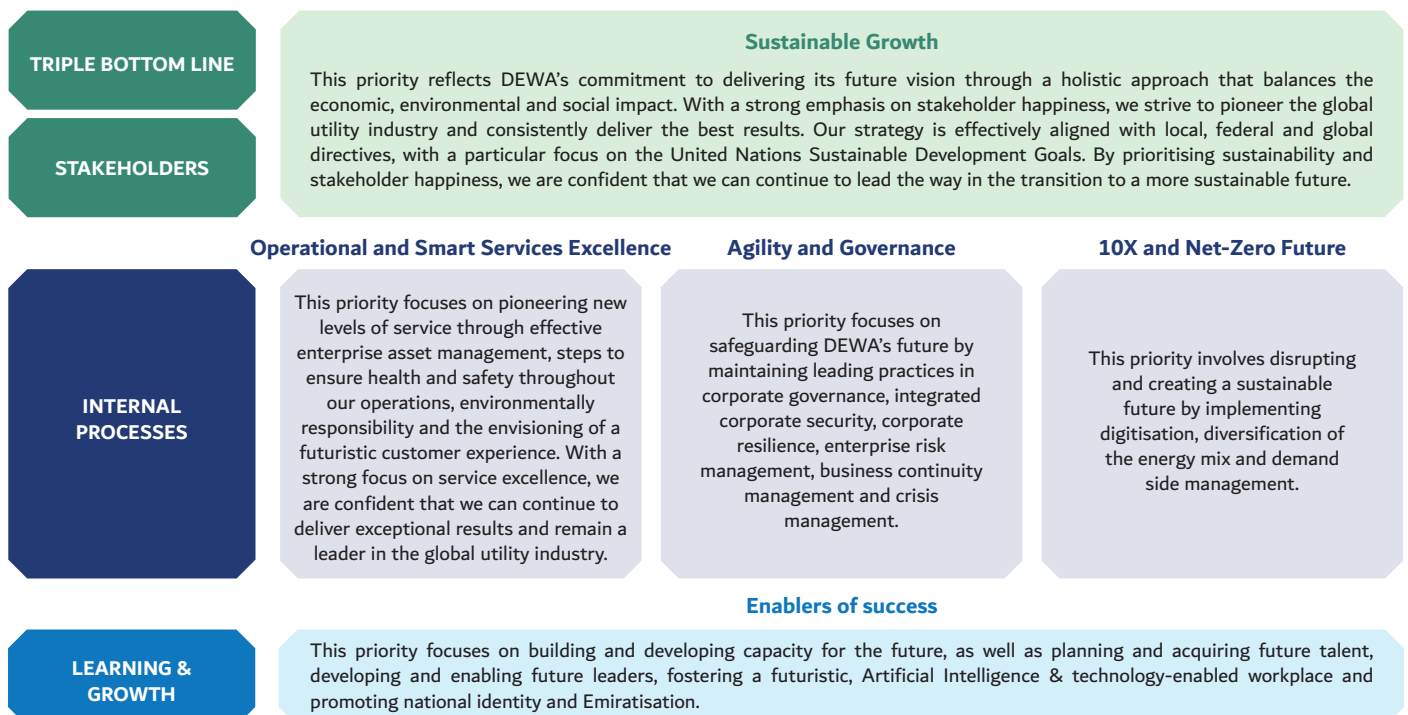 TRIPLE BOTTOM LINE
STAKEHOLDERS
Sustainable Growth
This priority reflects DEWA’s commitment to delivering its future vision through a holistic approach that balances the
economic, environmental and social impact. With a strong emphasis on stakeholder happiness, we strive to pioneer the global
utility industry and consistently deliver the best results. Our strategy is effectively aligned with local, federal and global
directives, with a particular focus on the United Nations Sustainable Development Goals. By prioritising sustainability and
stakeholder happiness, we are confident that we can continue to lead the way in the transition to a more sustainable future.
INTERNAL
PROCESSES
Operational and Smart Services Excellence
This priority focuses on pioneering new
levels of service through effective
enterprise asset management, steps to
ensure health and safety throughout
our operations, environmentally
responsibility and the envisioning of a
futuristic customer experience. With a
strong focus on service excellence, we
are confident that we can continue to
deliver exceptional results and remain a
leader in the global utility industry.
Agility and Governance
This priority focuses on
safeguarding DEWA’s future by
maintaining leading practices in
corporate governance, integrated
corporate security, corporate
resilience, enterprise risk
management, business continuity
management and crisis
management.
10X and Net-Zero Future
This priority involves disrupting
and creating a sustainable
future by implementing
digitisation, diversification of
the energy mix and demand
side management.
LEARNING &
GROWTH
Enablers of success
This priority focuses on building and developing capacity for the future, as well as planning and acquiring future talent,
developing and enabling future leaders, fostering a futuristic, Artificial Intelligence & technology-enabled workplace and
promoting national identity and Emiratisation.